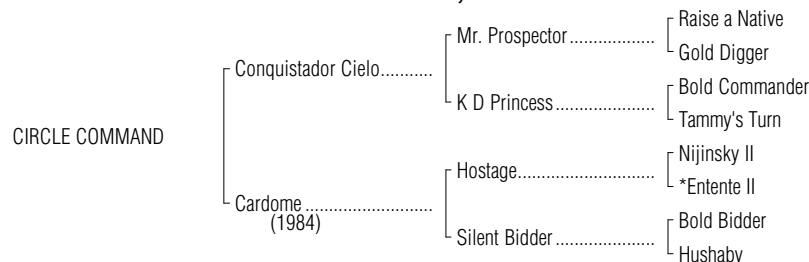 Raise a Native
Mr. Prospector
Gold Digger
Conquistador Cielo
Bold Commander
K D Princess
Tammy's Turn
CIRCLE COMMAND
Nijinsky II
Hostage
*Entente II
Cardome
(1984)
Bold Bidder
Silent Bidder
Hushaby